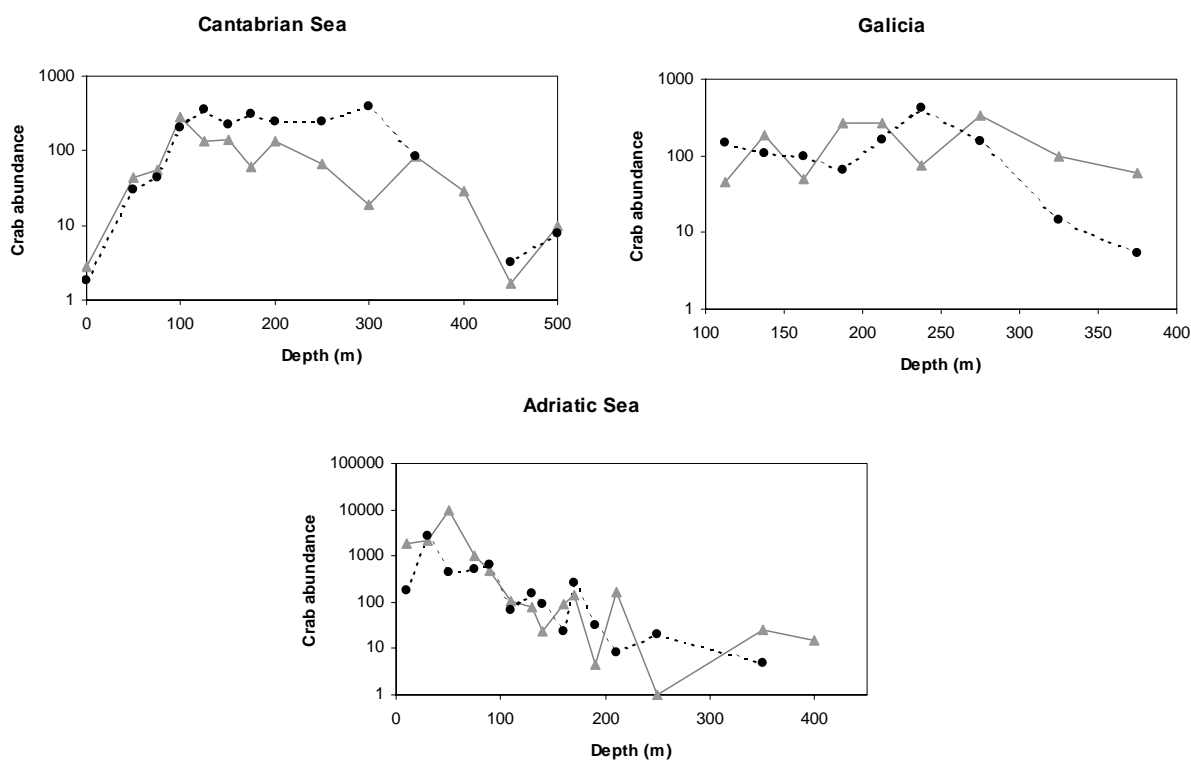 Cantabrian Sea
Crab abundance
1000
100
10
1
0 100 200 300 400 500
Depth (m)
Galicia
Crab abundance
1000
100
10
1
100 150 200 250 300 350 400
Depth (m)
Adriatic Sea
Crab abundance
100000
10000
1000
100
10
1
0 100 200 300 400
Depth (m)